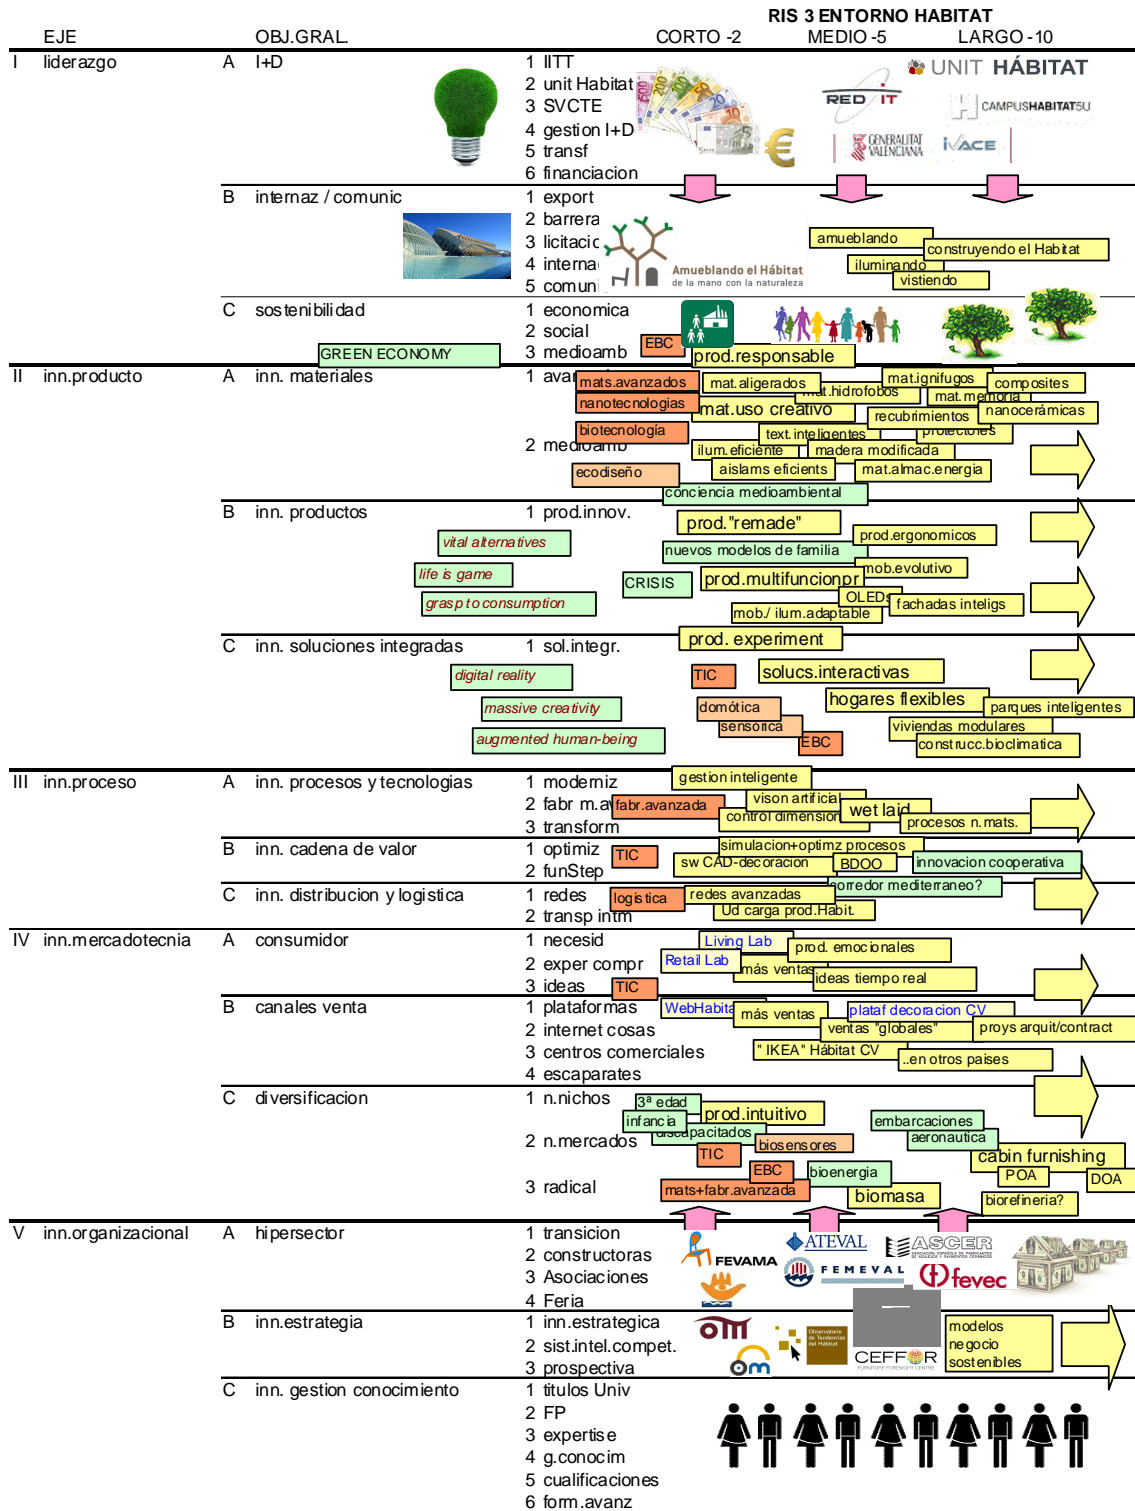 RIS 3 ENTORNO HABITAT
EJE OBJ.GRAL. CORTO -2 MEDIO -5 LARGO -10
I liderazgo A I+D 1 IITT
2 unit Habitat
3 SVCTE
4 gestion I+D
5 transf
6 financiacion
UNIT HÁBITAT
RED IT
CAMPUSHABITAT5U
GENERALITAT
VALENCIANA
iVACE
B internaz / comunic 1 export
2 barrera
3 licitacio
4 interna
5 comuni
Amueblando el Hábitat
de la mano con la naturaleza
amueblando
construyendo el Habitat
iluminando
vistiendo
C sostenibilidad 1 economica
2 social
3 medioamb
GREEN ECONOMY
EBC
prod.responsable
II inn.producto A inn. materiales 1 avan
2 medioamb
mats.avanzados
mat.aligerados
mat.hidrofobos
mat.ignifugos
composites
nanotecnologias
mat.uso creativo
mat.memoria
recubrimientos
nanocerámicas
biotecnología
text.inteligentes
protectores
ilum.eficiente
madera modificada
ecodiseño
aislams eficients
mat.almac.energia
conciencia medioambiental
B inn. productos 1 prod.innov.
prod."remade"
prod.ergonomicos
vital alternatives
nuevos modelos de familia
mob.evolutivo
life is game
CRISIS
prod.multifuncionpr
OLEDs
grasp to consumption
mob./ ilum.adaptable
fachadas inteligs
C inn. soluciones integradas 1 sol.integr.
prod. experiment
digital reality
TIC
solucs.interactivas
massive creativity
domótica
hogares flexibles
parques inteligentes
sensórica
viviendas modulares
augmented human-being
EBC
construcc.bioclimatica
III inn.proceso A inn. procesos y tecnologias 1 moderniz
2 fabr m.av
3 transform
gestion inteligente
fabr.avanzada
vison artificial
control dimension
wet laid
procesos n.mats.
B inn. cadena de valor 1 optimiz
2 funStep
TIC
simulacion+optimz procesos
sw CAD-decoracion
BDOO
innovacion cooperativa
C inn. distribucion y logistica 1 redes
2 transp intm
logistica
redes avanzadas
corredor mediterraneo?
Ud carga prod.Habit.
IV inn.mercadotecnia A consumidor 1 necesid
2 exper compr
3 ideas
Living Lab
prod. emocionales
Retail Lab
más ventas
ideas tiempo real
TIC
B canales venta 1 plataformas
2 internet cosas
3 centros comerciales
4 escaparates
WebHabita
más ventas
plataf decoracion CV
ventas "globales"
proys arquit/contract
" IKEA" Hábitat CV
..en otros paises
C diversificacion 1 n.nichos
2 n.mercados
3 radical
3ª edad
prod.intuitivo
infancia
discapacitados
embarcaciones
aeronautica
biosensores
TIC
cabin furnishing
EBC
bioenergia
POA
DOA
mats+fabr.avanzada
biomasa
biorefineria?
V inn.organizacional A hipersector 1 transicion
2 constructoras
3 Asociaciones
4 Feria
FEVAMA
ATEVAL
ASCER
FEMEVAL
fevec
B inn.estrategia 1 inn.estrategica
2 sist.intel.compet.
3 prospectiva
om
om
Observatorio
de Tendencias
del Hábitat
CEFFOR
FURNITURE FORESIGHT CENTRE
modelos
negocio
sostenibles
C inn. gestion conocimiento 1 titulos Univ
2 FP
3 expertise
4 g.conocim
5 cualificaciones
6 form.avanz